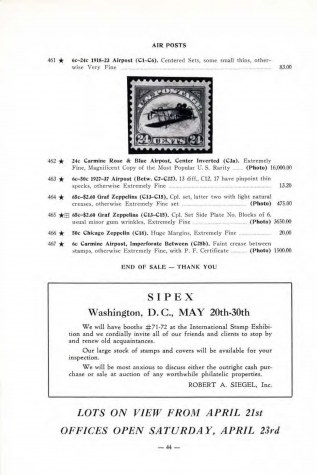 AIR POSTS
461 ★ 6c-24c 1918-23 Airpost (C1-C6). Centered Sets, some small thins, other-
wise Very Fine 83.00
U.S. POSTAGE
24 CENTS 24
462 ★ 24c Carmine Rose & Blue Airpost, Center Inverted (C3a). Extremely
Fine, Magnificent Copy of the Most Popular U. S. Rarity (Photo) 16,000.00
463 ★ 6c-50c 1927-37 Airpost (Betw. C7-C22), 13 diff., C12, 17 have pinpoint thin
specks, otherwise Extremely Fine 13.20
464 ★ 65c-$2.60 Graf Zeppelins (C13-C15), Cpl. set, latter two with light natural
creases, otherwise Extremely Fine set (Photo) 475.00
465 ★ 65c-$2.60 Graf Zeppelins (C13-C15), Cpl. Set Side Plate No. Blocks of 6,
usual minor gum wrinkles, Extremely Fine (Photo) 3650.00
466 ★ 50c Chicago Zeppelin (C18), Huge Margins, Extremely Fine 20.00
467 ★ 6c Carmine Airpost, Imperforate Between (C25b), Faint crease between
stamps, otherwise Extremely Fine, with P. F. Certificate (Photo) 1500.00
END OF SALE — THANK YOU
SIPEX
Washington, D. C., MAY 20th-30th
We will have booths #71-72 at the International Stamp Exhibi-
tion and we cordially invite all of our friends and clients to stop by
and renew old acquaintances.
Our large stock of stamps and covers will be available for your
inspection.
We will be most anxious to discuss either the outright cash pur-
chase or sale at auction of any worthwhile philatelic properties.
ROBERT A. SIEGEL, Inc.
LOTS ON VIEW FROM APRIL 21st
OFFICES OPEN SATURDAY, APRIL 23rd
— 44 —